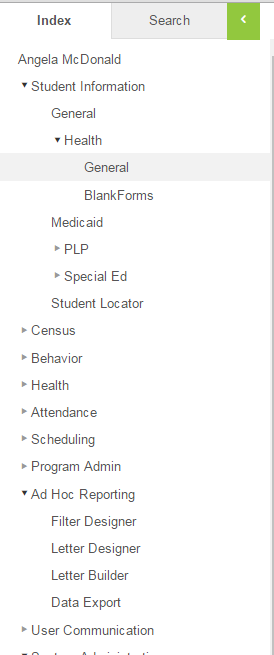 Index Search
Angela McDonald
Student Information
General
Health
General
BlankForms
Medicaid
PLP
Special Ed
Student Locator
Census
Behavior
Health
Attendance
Scheduling
Program Admin
Ad Hoc Reporting
Filter Designer
Letter Designer
Letter Builder
Data Export
User Communication